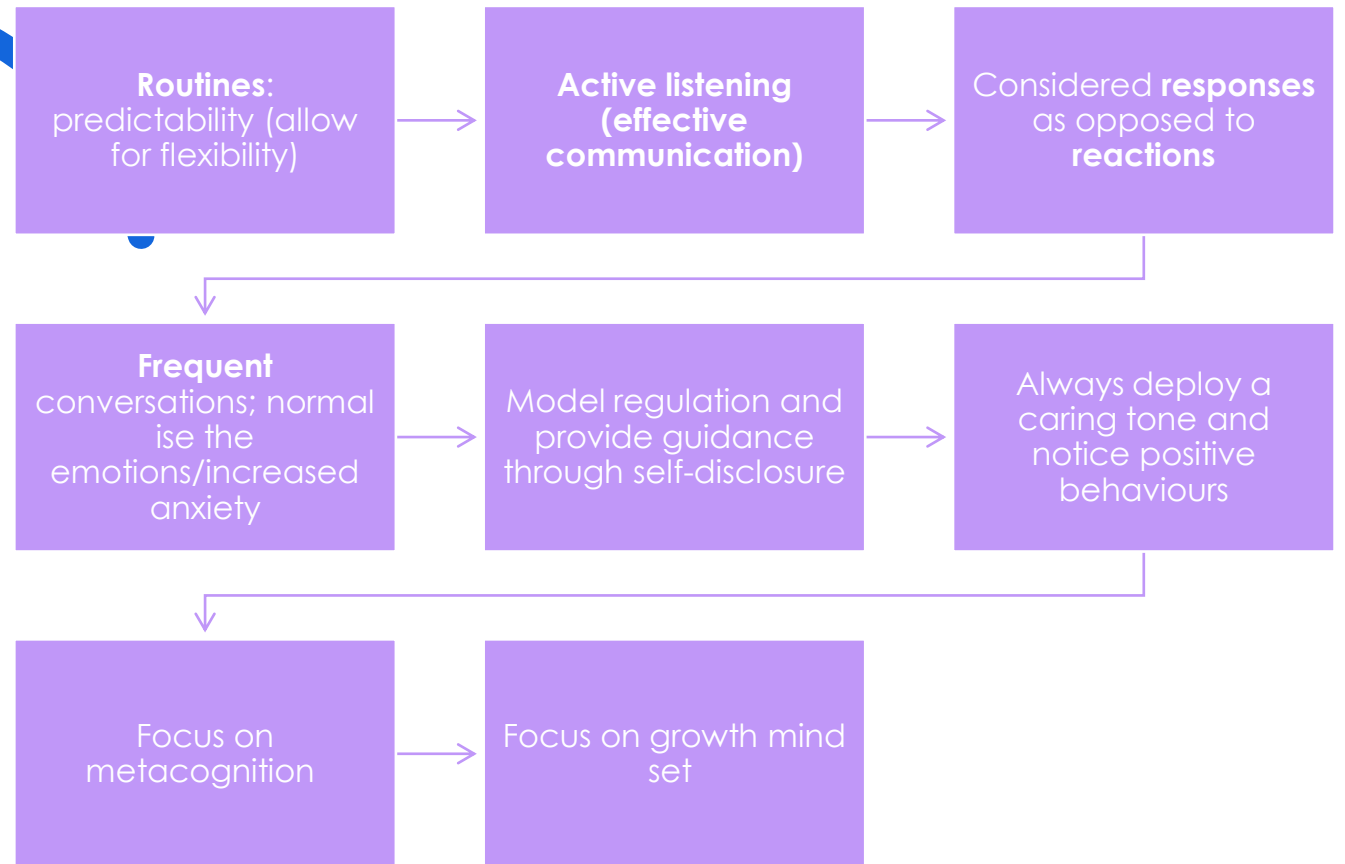 Routines:
predictability (allow
for flexibility)
Active listening
(effective
communication)
Considered responses
as opposed to
reactions
Frequent
conversations; normal
ise the
emotions/increased
anxiety
Model regulation and
provide guidance
through self-disclosure
Always deploy a
caring tone and
notice positive
behaviours
Focus on
metacognition
Focus on growth mind
set